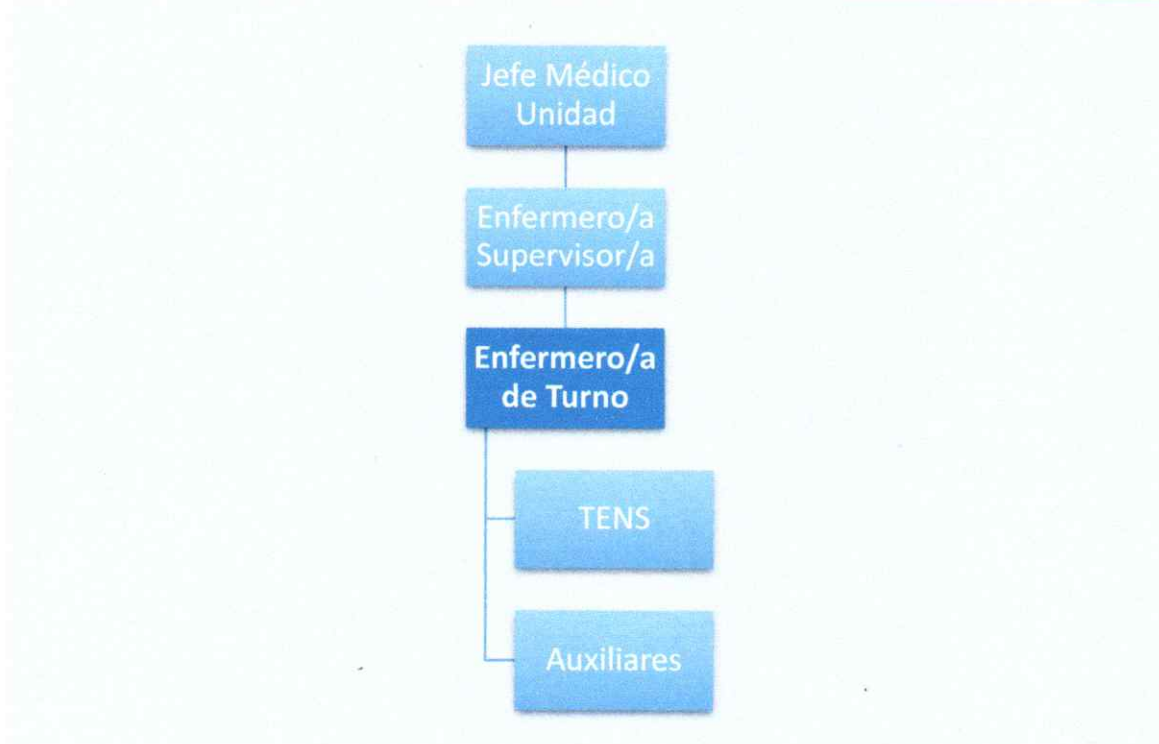 Jefe Médico
Unidad
Enfermero/a
Supervisor/a
Enfermero/a
de Turno
TENS
Auxiliares